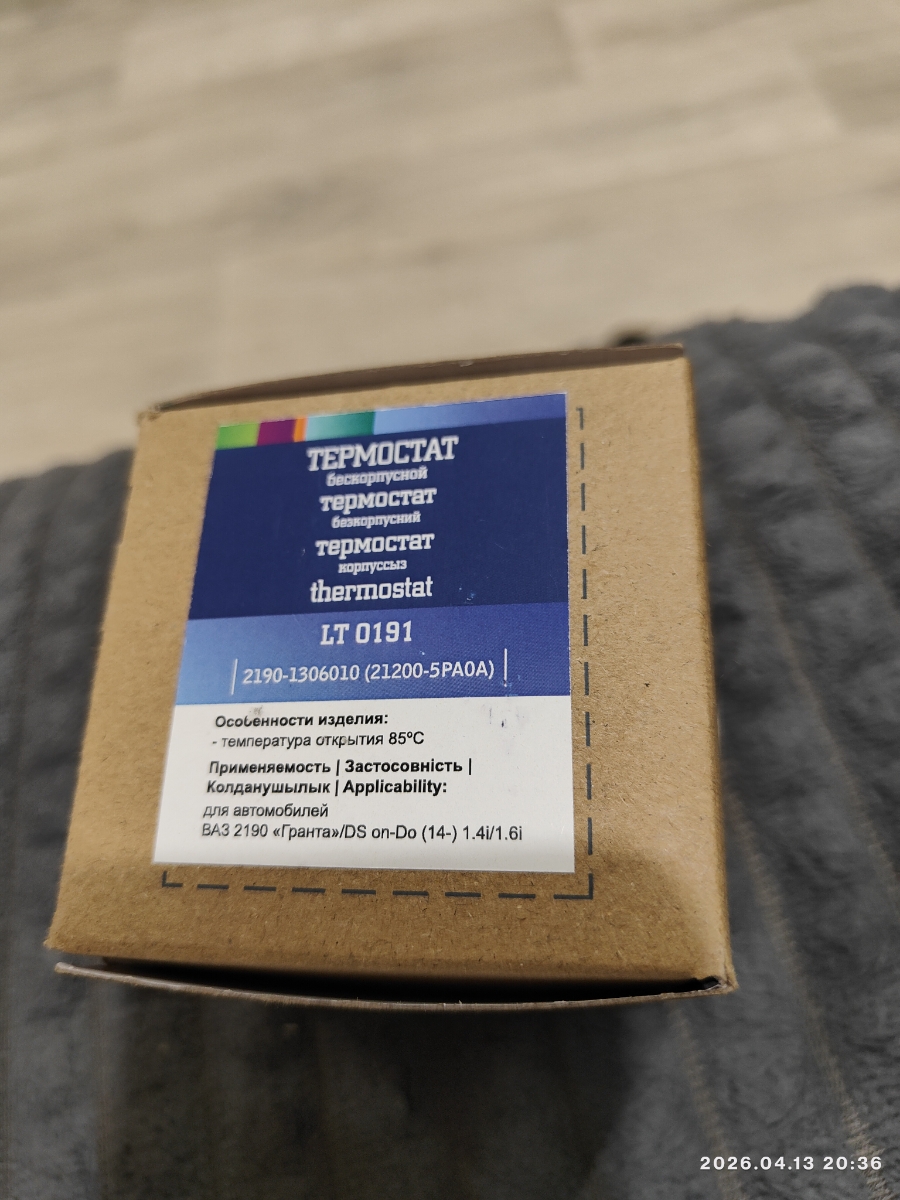 ТЕРМОСТАТ
бескорпусной
термостат
безкорпусний
термостат
корпуссыз
thermostat
LT 0191
2190-1306010 (21200-5PA0A)
Особенности изделия:
- температура открытия 85°C
Применяемость | Застосовність |
Колданушылык | Applicability:
для автомобилей
ВАЗ 2190 «Гранта»/DS on-Do (14-) 1.4i/1.6i
2026.04.13 20:36